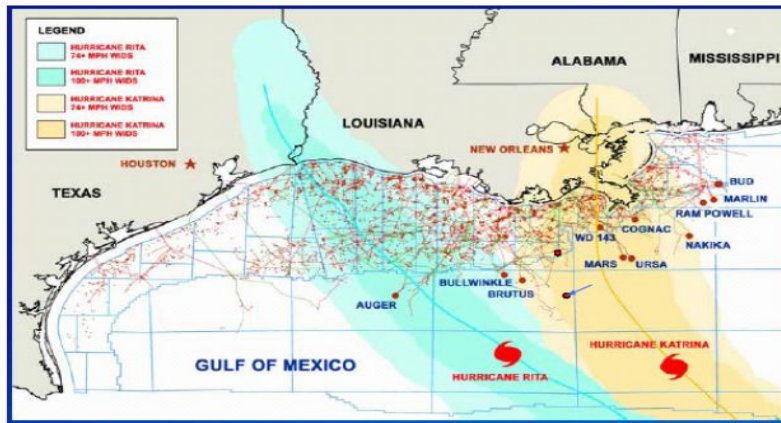 LEGEND
HURRICANE RITA
74+ MPH WIDS
HURRICANE RITA
100+ MPH WIDS
HURRICANE KATRINA
74+ MPH WIDS
HURRICANE KATRINA
100+ MPH WIDS
ALABAMA
MISSISSIPPI
LOUISIANA
NEW ORLEANS
HOUSTON
TEXAS
BUD
MARLIN
RAM POWELL
COGNAC
WD 143
NAKIKA
MARS
URSA
BULLWINKLE
BRUTUS
AUGER
GULF OF MEXICO
HURRICANE KATRINA
HURRICANE RITA